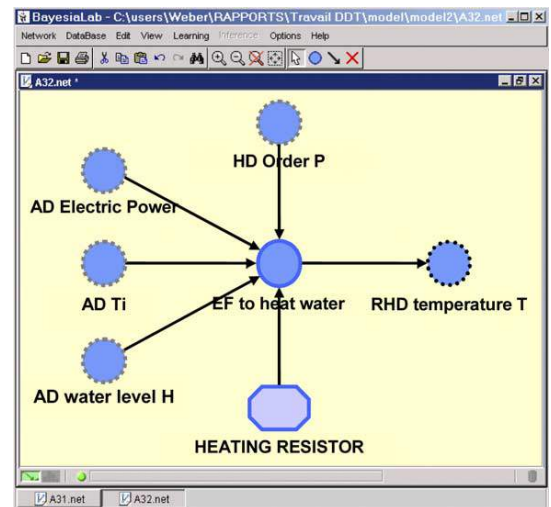 BayesiaLab - C:\users\Weber\RAPPORTS\Travail DDT\model\model2\A32.net
Network DataBase Edit View Learning Inference Options Help
A32.net *
HD Order P
AD Electric Power
AD Ti
EF to heat water
RHD temperature T
AD water level H
HEATING RESISTOR
A31.net A32.net